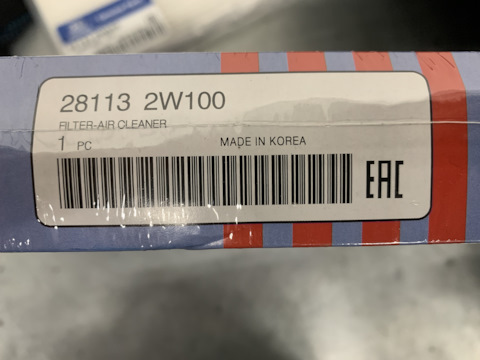 28113 2W100
FILTER-AIR CLEANER
1 PC MADE IN KOREA
EAC